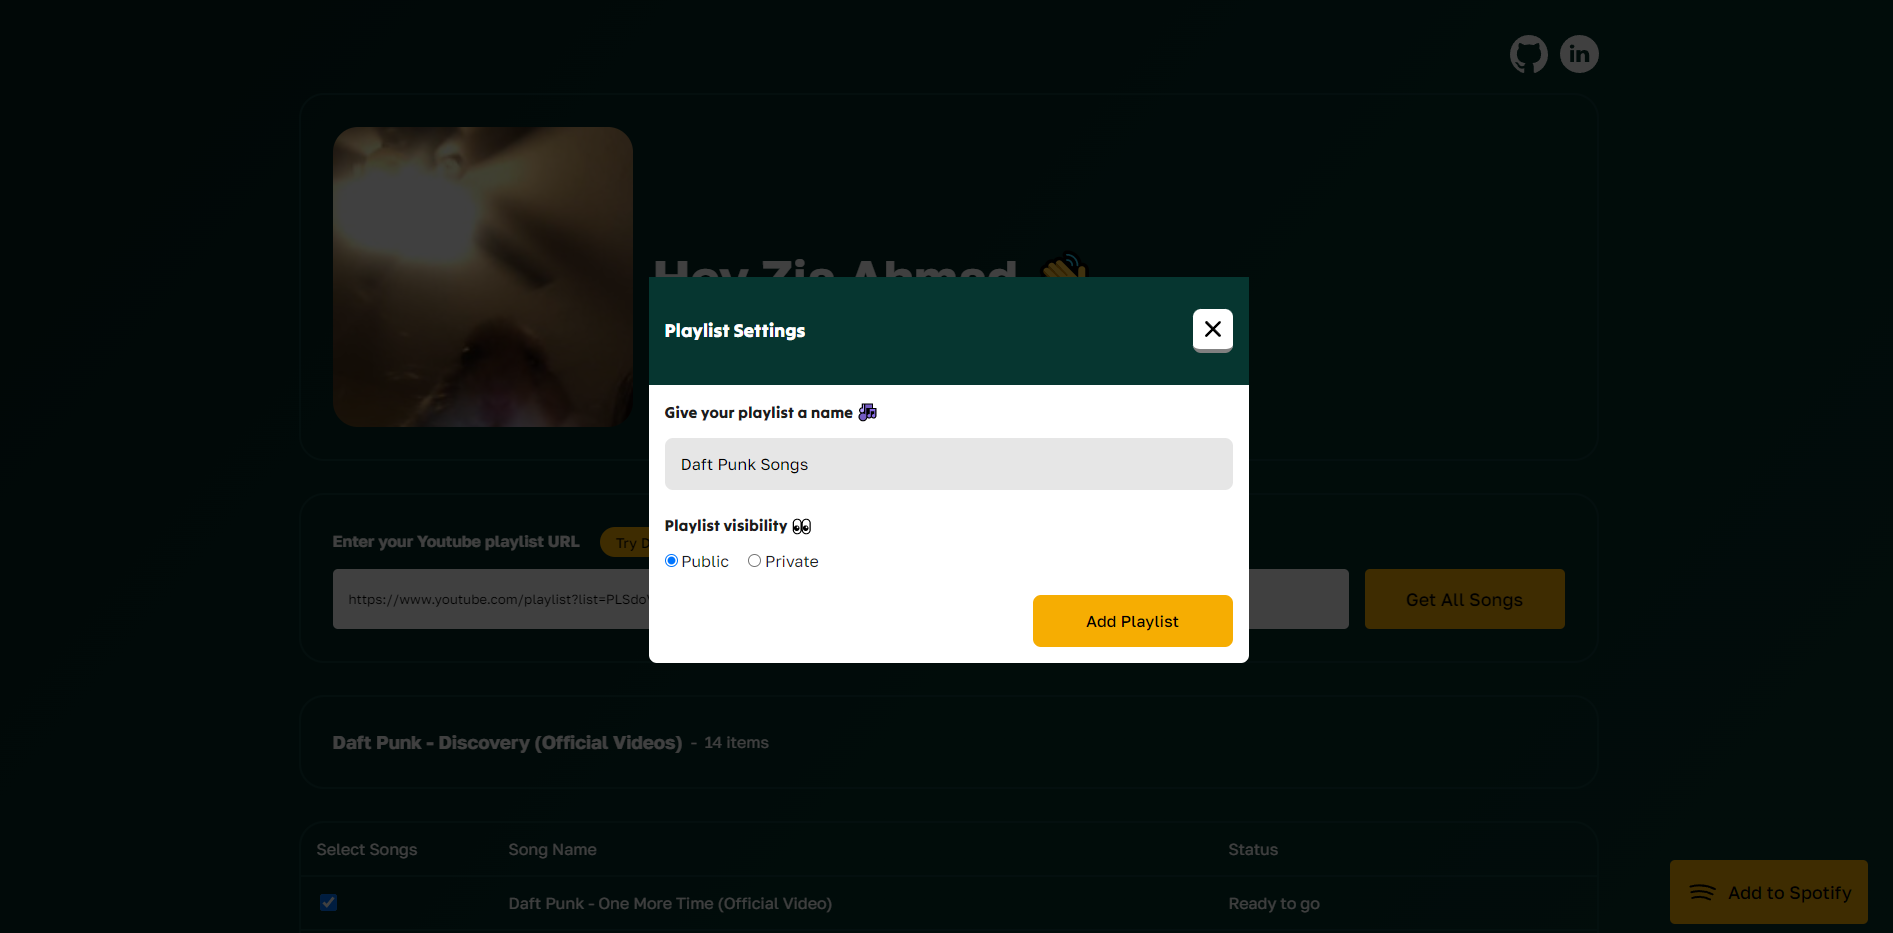 in
Hey Zia Ahmad
Playlist Settings
Give your playlist a name
Daft Punk Songs
Playlist visibility
Public Private
Add Playlist
Enter your Youtube playlist URL Try D
https://www.youtube.com/playlist?list=PLSdo
Get All Songs
Daft Punk - Discovery (Official Videos) - 14 items
Select Songs Song Name Status
Daft Punk - One More Time (Official Video) Ready to go
Add to Spotify